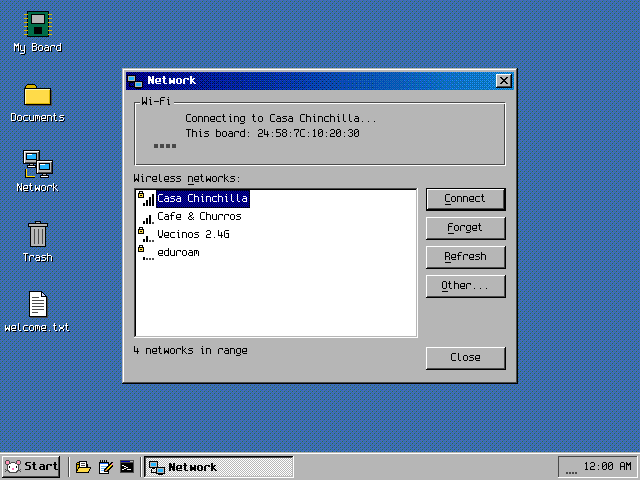 My Board
Documents
Network
Trash
welcome.txt
Network
Wi-Fi
Connecting to Casa Chinchilla...
This board: 24:58:7C:10:20:30
Wireless networks:
Casa Chinchilla
Cafe & Churros
Vecinos 2.4G
eduroam
Connect
Forget
Refresh
Other...
4 networks in range
Close
Start
Network
12:00 AM